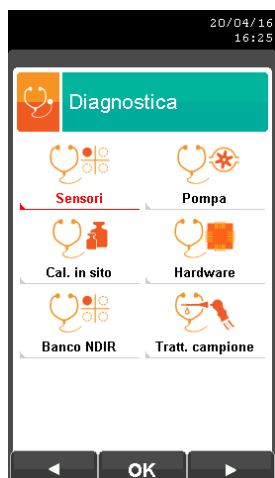 20/04/16
16:25
Diagnostica
Sensori
Pompa
Cal. in sito
Hardware
Banco NDIR
Tratt. campione
OK